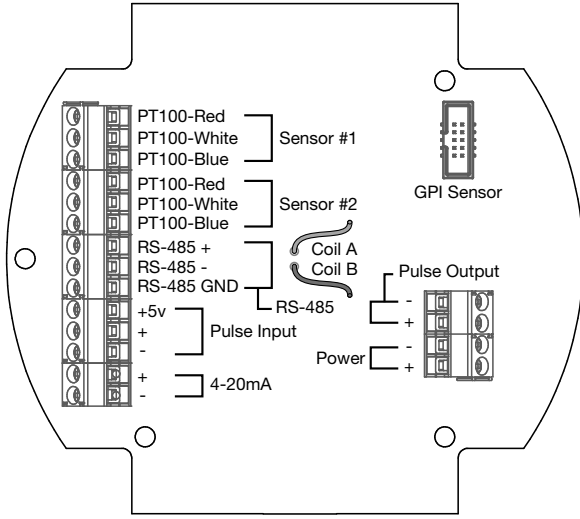 PT100-Red
PT100-White
PT100-Blue
Sensor #1
PT100-Red
PT100-White
PT100-Blue
Sensor #2
RS-485 +
RS-485 -
RS-485 GND
RS-485
+5v
+
-
Pulse Input
+
-
4-20mA
Coil A
Coil B
GPI Sensor
Pulse Output
-
+
Power
-
+